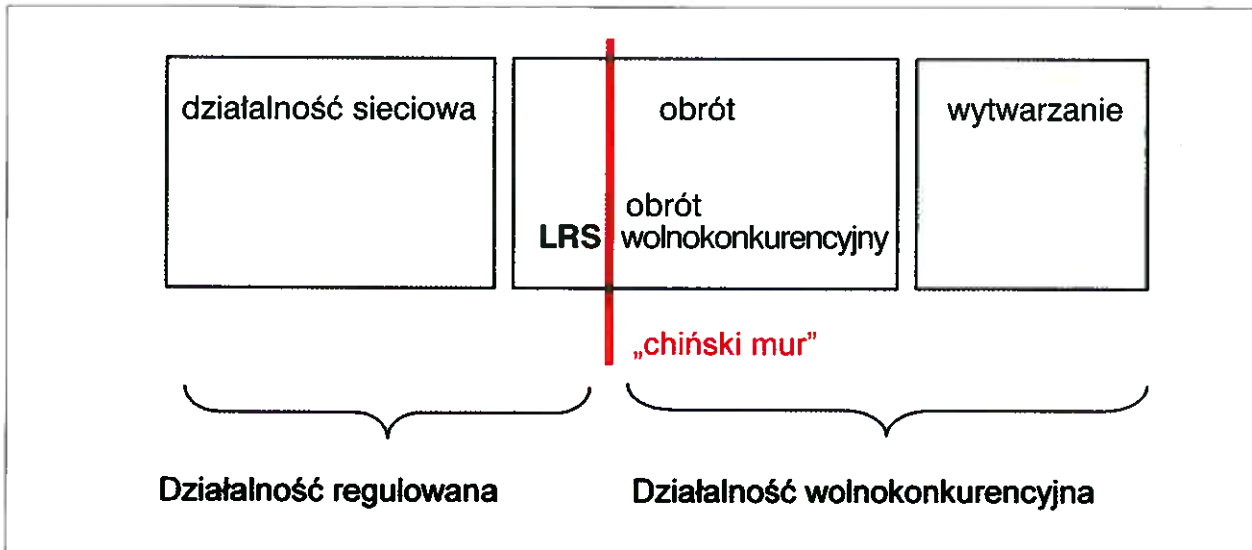 działalność sieciowa
obrót
wytwarzanie
obrót
LRS wolnokonkurencyjny
„chiński mur”
Działalność regulowana
Działalność wolnokonkurencyjna